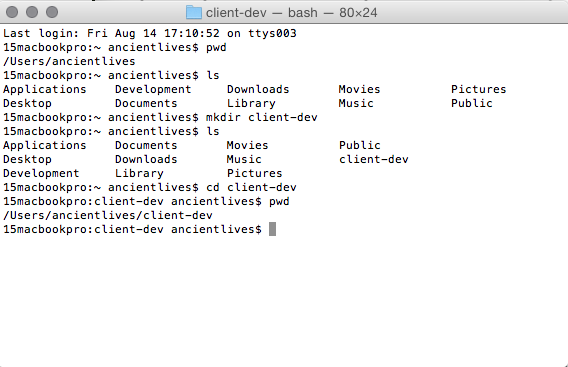 client-dev — bash — 80×24
Last login: Fri Aug 14 17:10:52 on ttys003
15macbookpro:~ ancientlives$ pwd
/Users/ancientlives
15macbookpro:~ ancientlives$ ls
Applications    Development     Downloads       Movies          Pictures
Desktop         Documents       Library         Music           Public
15macbookpro:~ ancientlives$ mkdir client-dev
15macbookpro:~ ancientlives$ ls
Applications    Documents       Movies          Public
Desktop         Downloads       Music           client-dev
Development     Library         Pictures
15macbookpro:~ ancientlives$ cd client-dev
15macbookpro:client-dev ancientlives$ pwd
/Users/ancientlives/client-dev
15macbookpro:client-dev ancientlives$